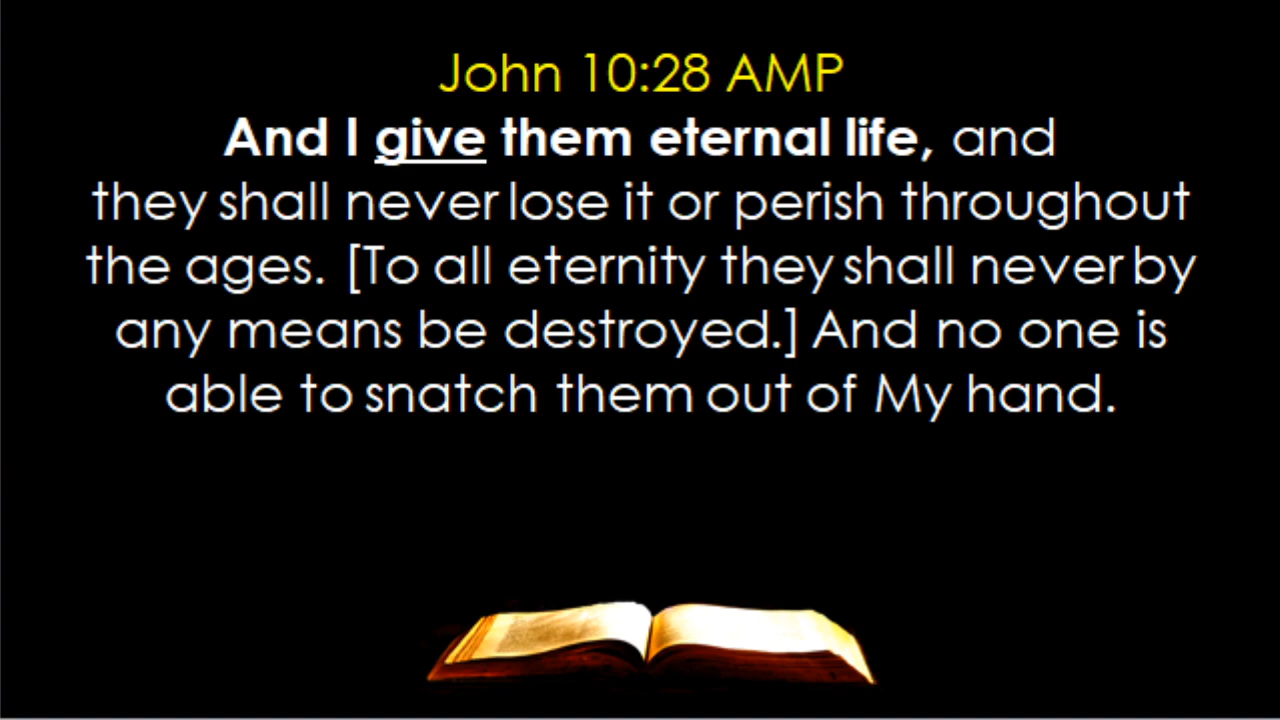 John 10:28 AMP
And I give them eternal life, and
they shall never lose it or perish throughout
the ages. [To all eternity they shall never by
any means be destroyed.] And no one is
able to snatch them out of My hand.